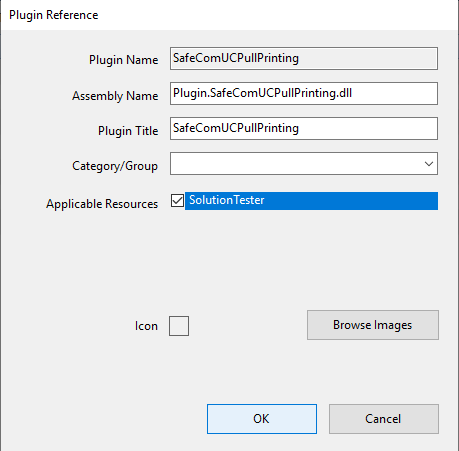 Plugin Reference
Plugin Name SafeComUCPullPrinting
Assembly Name Plugin.SafeComUCPullPrinting.dll
Plugin Title SafeComUCPullPrinting
Category/Group
Applicable Resources SolutionTester
Icon Browse Images
OK Cancel